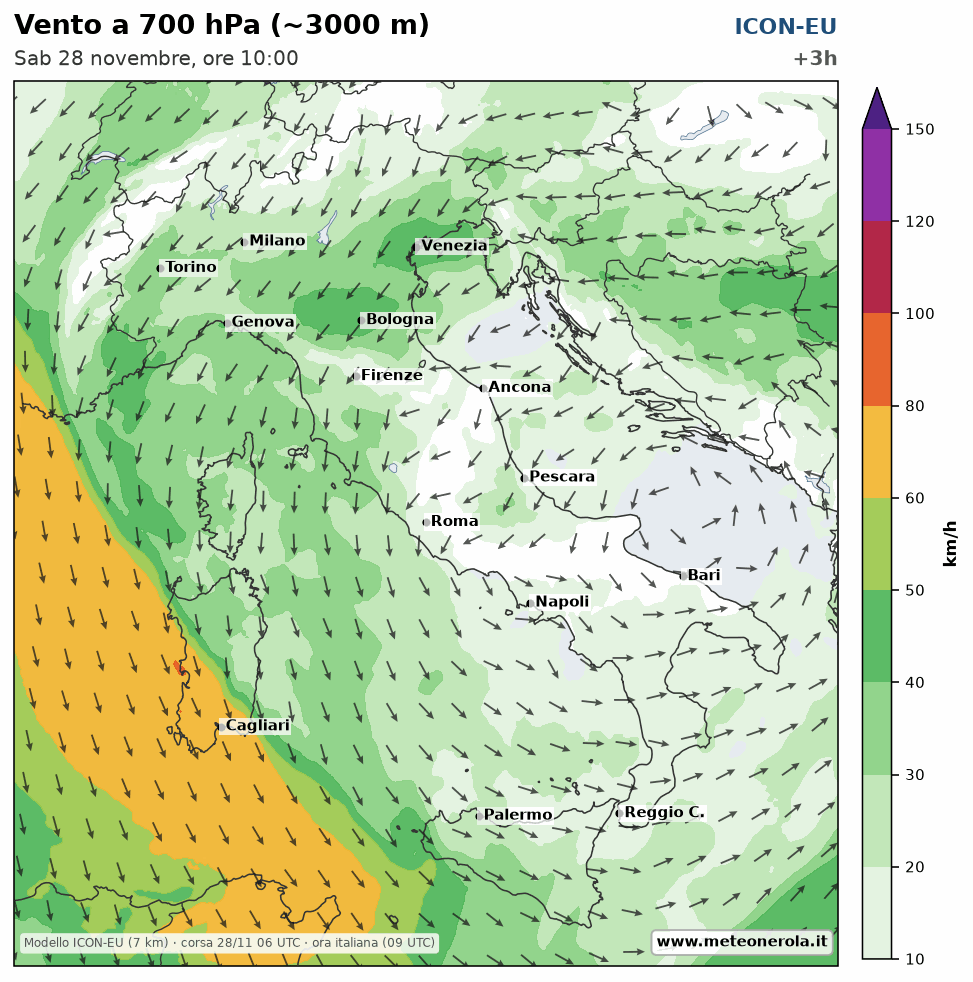 Vento a 700 hPa (~3000 m)
ICON-EU
Sab 28 novembre, ore 10:00
+3h
150
120
100
80
60
50
40
30
20
10
km/h
Milano
Venezia
Torino
Genova
Bologna
Firenze
Ancona
Pescara
Roma
Bari
Napoli
Cagliari
Palermo
Reggio C.
Modello ICON-EU (7 km) · corsa 28/11 06 UTC · ora italiana (09 UTC)
www.meteonerola.it